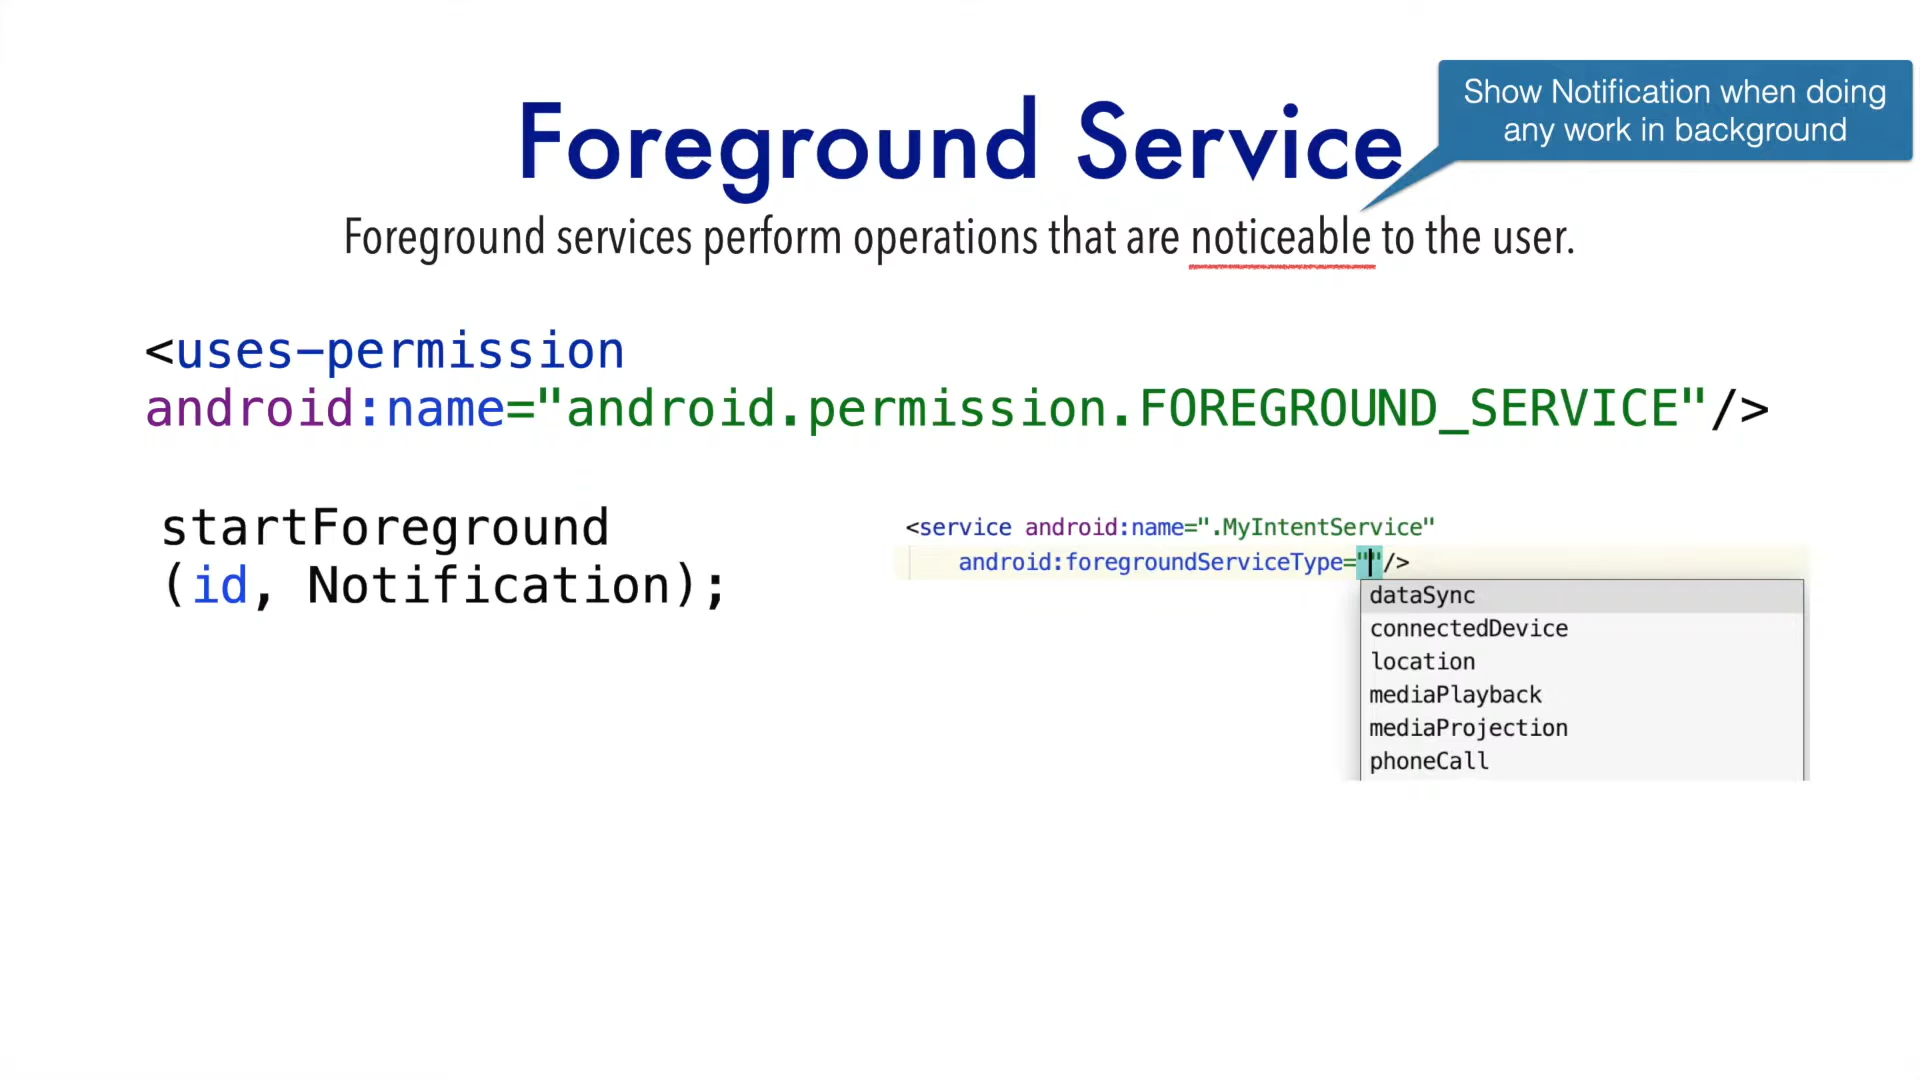 Show Notification when doing
any work in background
Foreground Service
Foreground services perform operations that are noticeable to the user.
<uses-permission
android:name="android.permission.FOREGROUND_SERVICE"/>
startForeground
(id, Notification);
<service android:name=".MyIntentService"
android:foregroundServiceType=""/>
dataSync
connectedDevice
location
mediaPlayback
mediaProjection
phoneCall